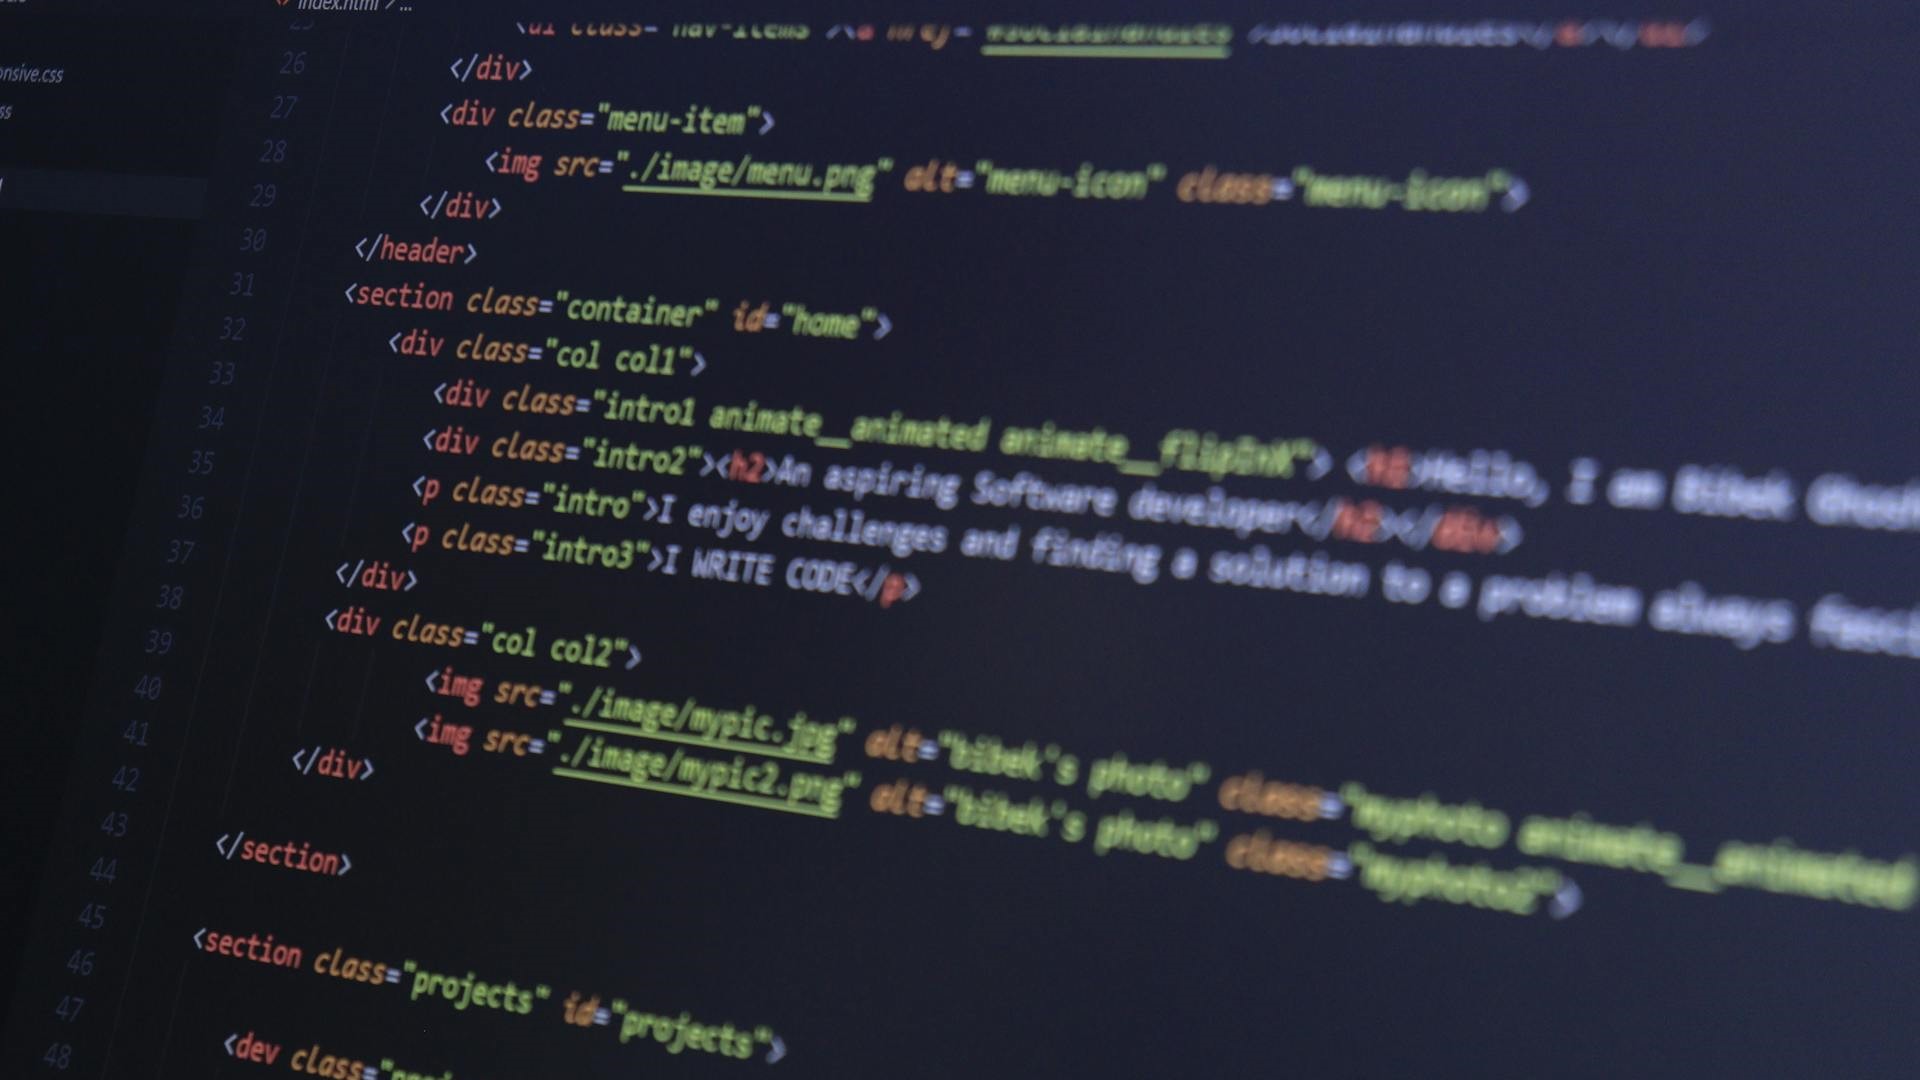 index.html / ...
onsive.css
ss
25
26 </div>
27 <div class="menu-item">
28 <img src="./image/menu.png" alt="menu-icon" class="menu-icon">
29 </div>
30 </header>
31 <section class="container" id="home">
32 <div class="col col1">
33 <div class="intro1 animate__animated animate__flipInX"> <h1>Hello, I am Bibek Ghosh
34 <div class="intro2"><h2>An aspiring Software developer</h2></div>
35 <p class="intro">I enjoy challenges and finding a solution to a problem always fasci
36 <p class="intro3">I WRITE CODE</p>
37 </div>
38 <div class="col col2">
39 <img src="./image/mypic.jpg" alt="bibek's photo" class="myphoto animate__animated
40 <img src="./image/mypic2.png" alt="bibek's photo" class="myphoto2">
41 </div>
42
43 </section>
44
45 <section class="projects" id="projects">
46
47 <dev class=
48